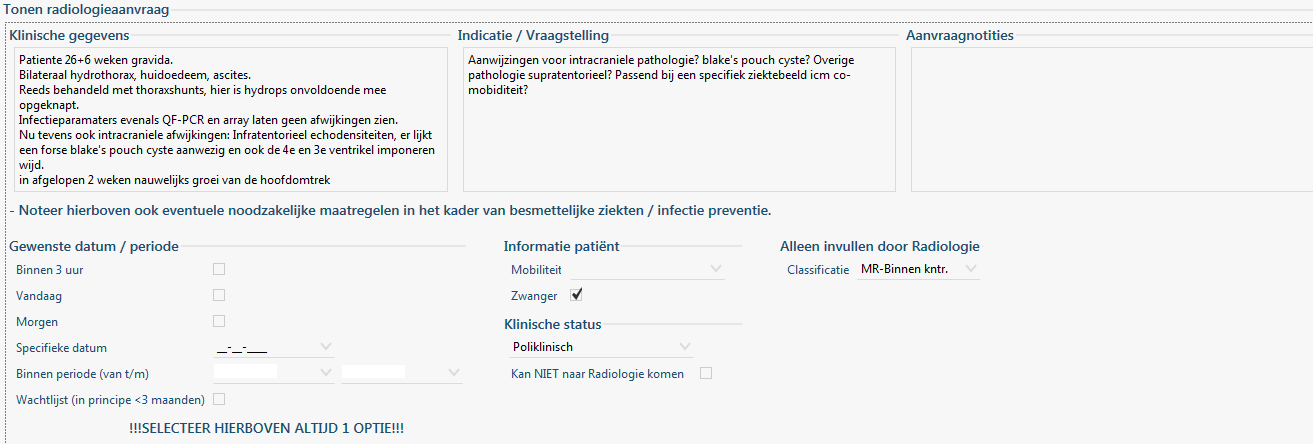 Tonen radiologieaanvraag
Klinische gegevens
Patiente 26+6 weken gravida.
Bilateraal hydrothorax, huidoedeem, ascites.
Reeds behandeld met thoraxshunts, hier is hydrops onvoldoende mee
opgeknapt.
Infectieparamaters evenals QF-PCR en array laten geen afwijkingen zien.
Nu tevens ook intracraniele afwijkingen: Infratentorieel echodensiteiten, er lijkt
een forse blake's pouch cyste aanwezig en ook de 4e en 3e ventrikel imponeren
wijd.
in afgelopen 2 weken nauwelijks groei van de hoofdomtrek
Indicatie / Vraagstelling
Aanwijzingen voor intracraniele pathologie? blake's pouch cyste? Overige
pathologie supratentorieel? Passend bij een specifiek ziektebeeld icm co-
mobiditeit?
Aanvraagnotities
- Noteer hierboven ook eventuele noodzakelijke maatregelen in het kader van besmettelijke ziekten / infectie preventie.
Gewenste datum / periode
Binnen 3 uur
Vandaag
Morgen
Specifieke datum __-__-____
Binnen periode (van t/m)
Wachtlijst (in principe <3 maanden)
!!!SELECTEER HIERBOVEN ALTIJD 1 OPTIE!!!
Informatie patiënt
Mobiliteit
Zwanger
Klinische status
Poliklinisch
Kan NIET naar Radiologie komen
Alleen invullen door Radiologie
Classificatie MR-Binnen kntr.